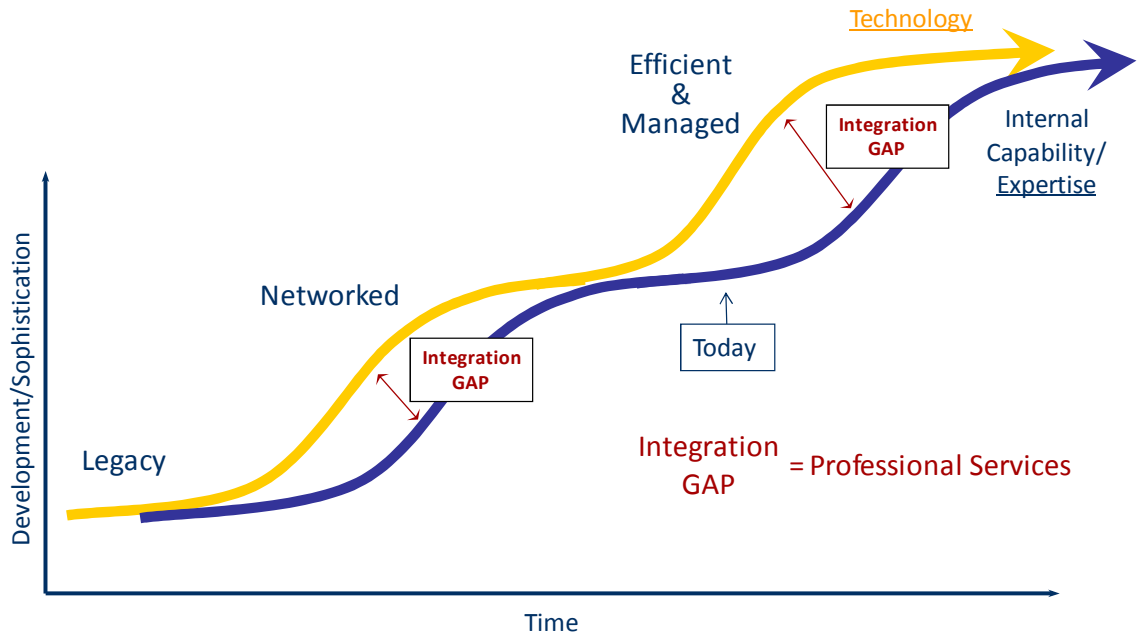 Technology
Efficient
&
Managed
Integration
GAP
Internal
Capability/
Expertise
Networked
Integration
GAP
Today
Legacy
Integration
GAP
= Professional Services
Development/Sophistication
Time